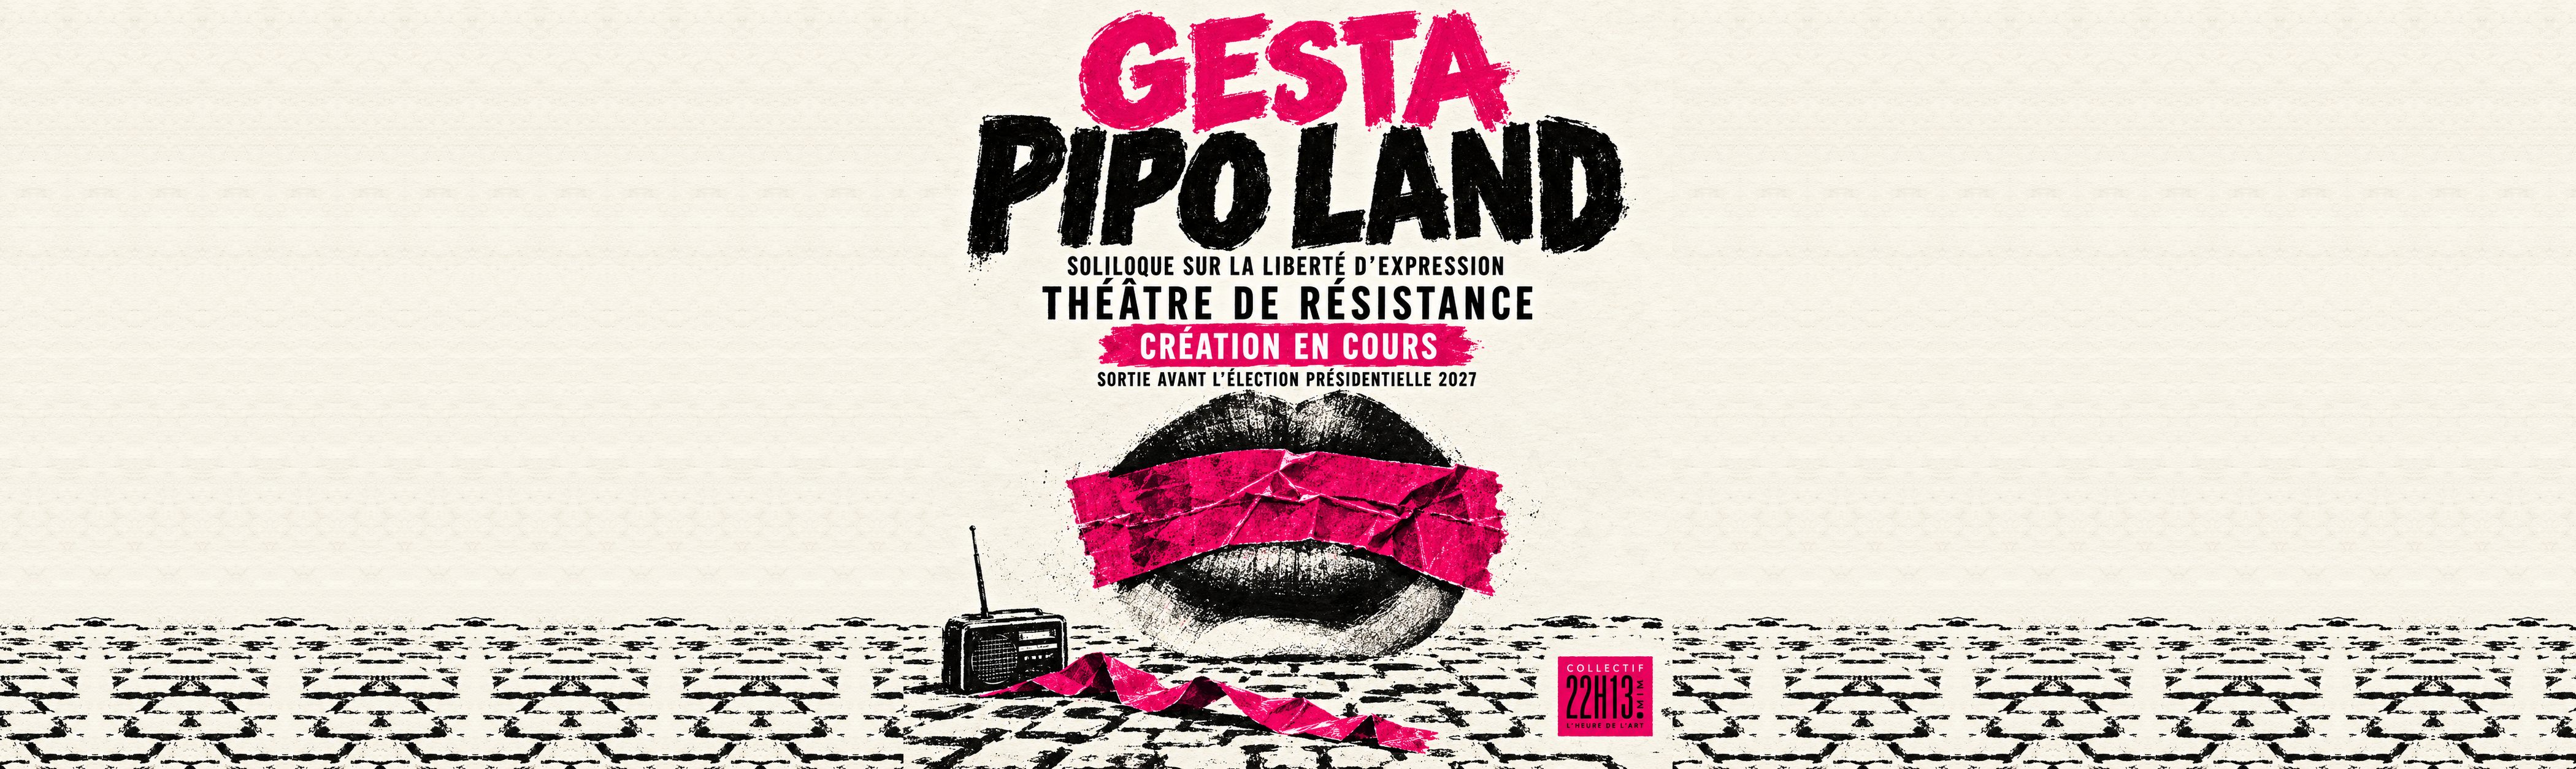 GESTA
PIPO LAND
SOLILOQUE SUR LA LIBERTÉ D'EXPRESSION
THÉÂTRE DE RÉSISTANCE
CRÉATION EN COURS
SORTIE AVANT L'ÉLECTION PRÉSIDENTIELLE 2027
COLLECTIF
22H13
MIM
L'HEURE DE L'ART